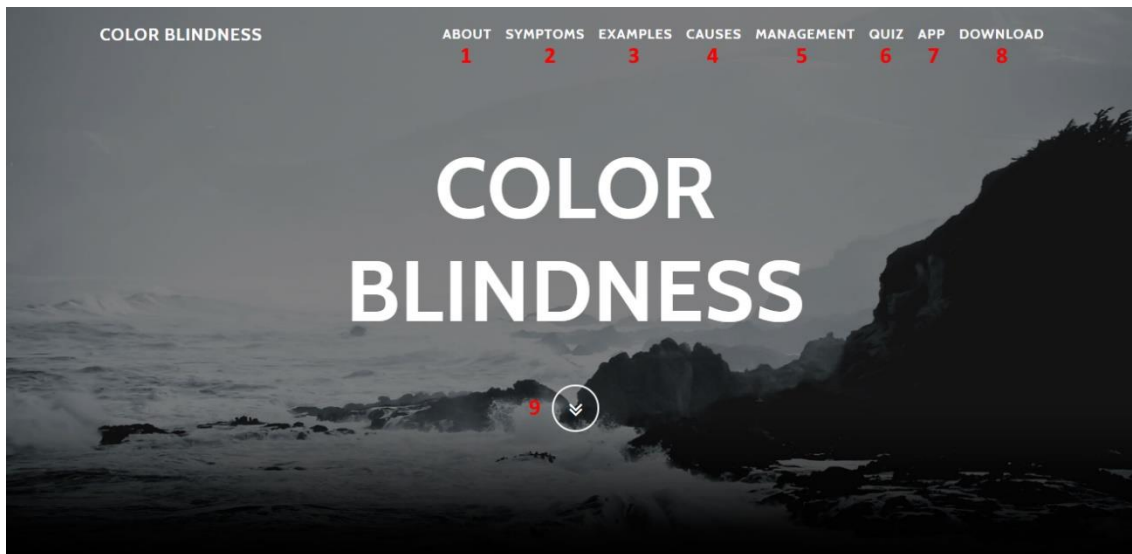 COLOR BLINDNESS
ABOUT SYMPTOMS EXAMPLES CAUSES MANAGEMENT QUIZ APP DOWNLOAD
1 2 3 4 5 6 7 8
COLOR
BLINDNESS
9